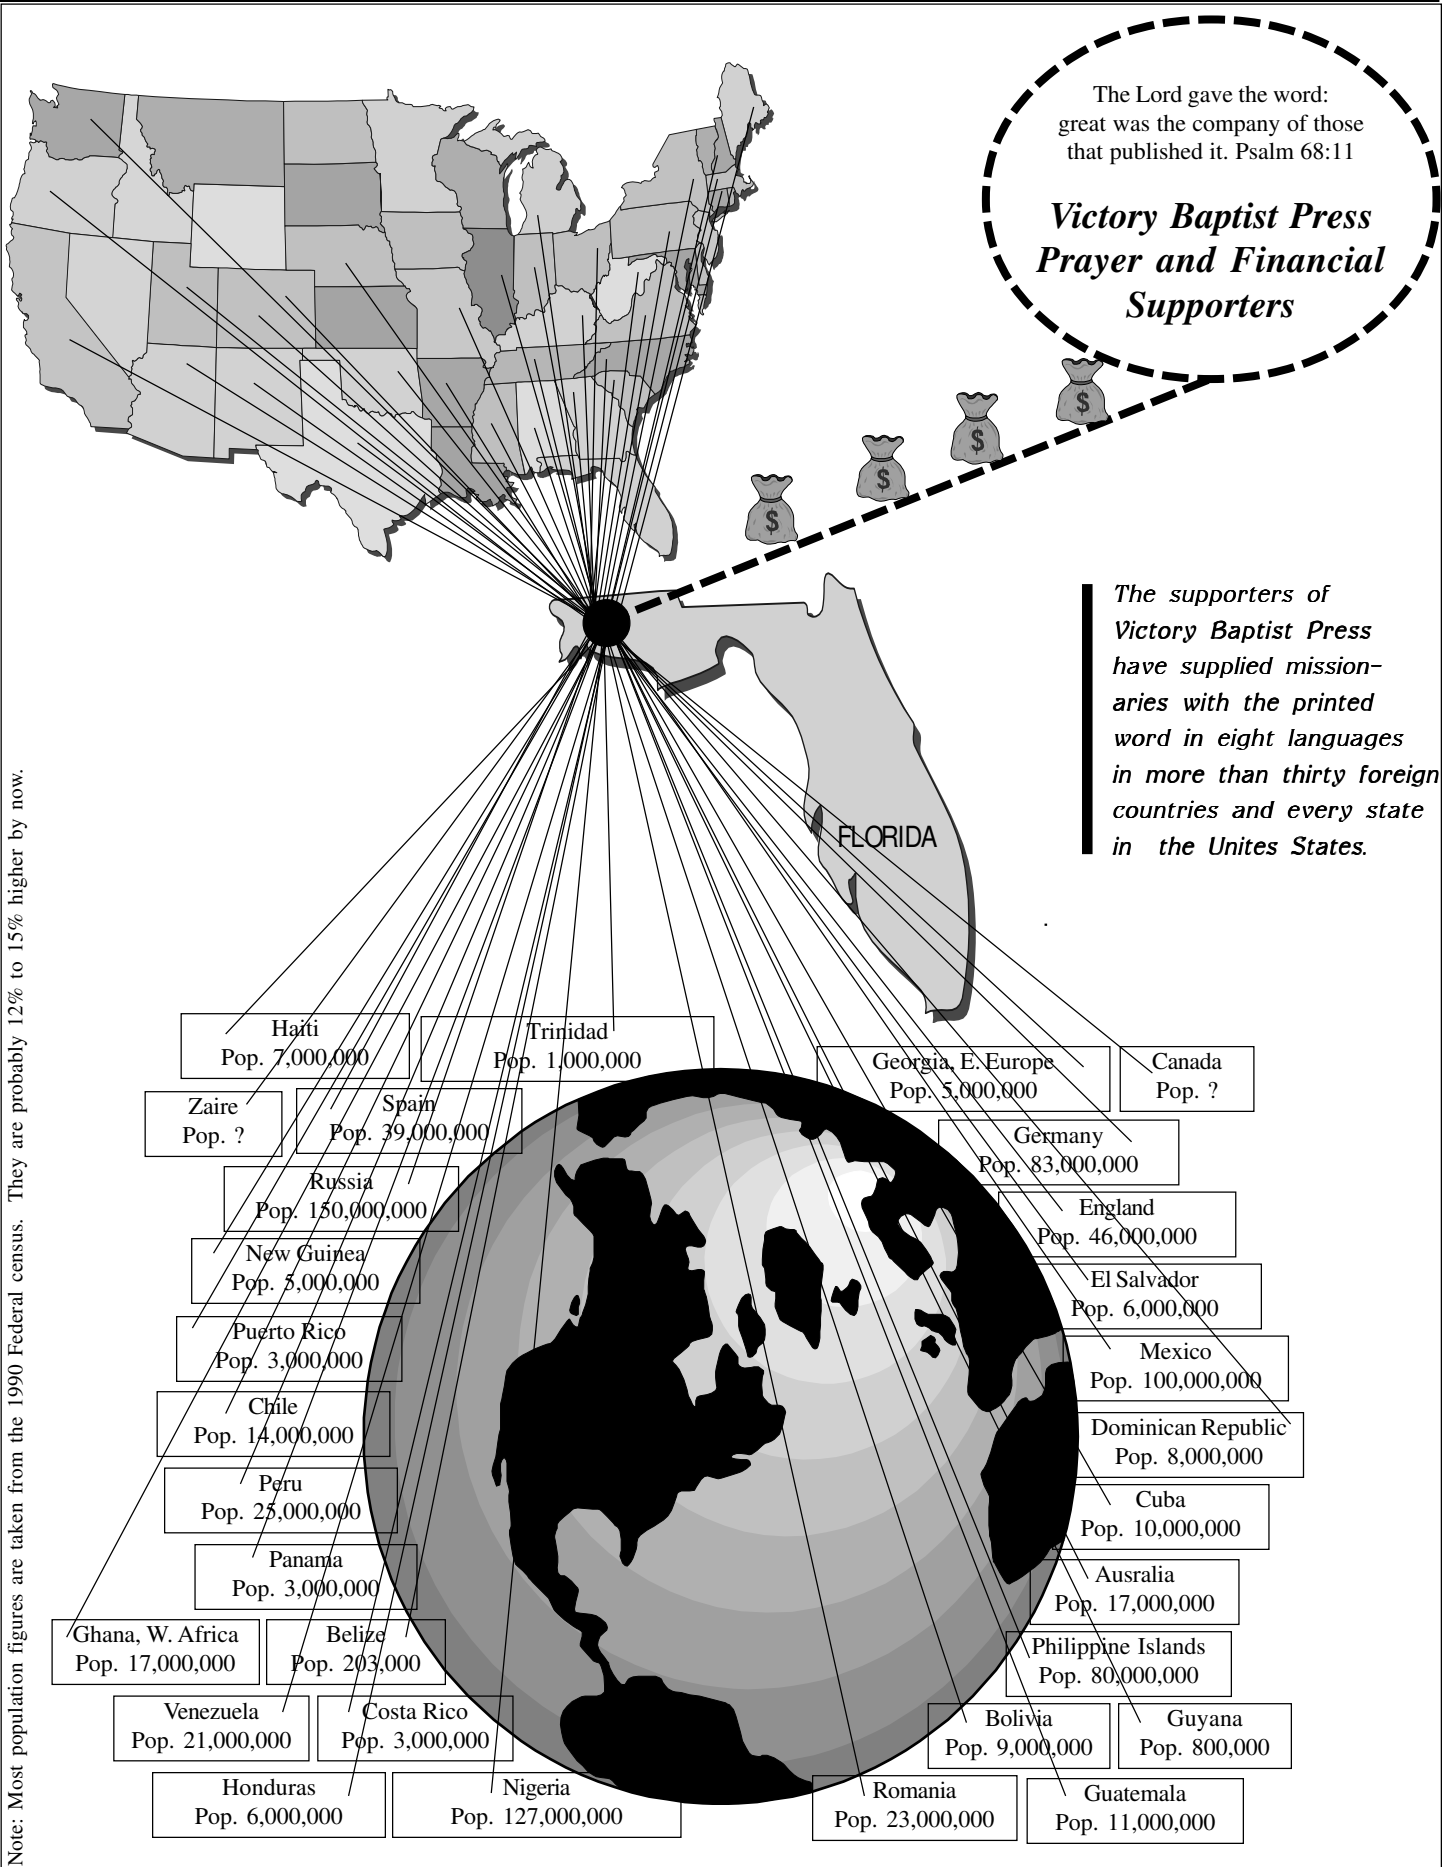 The Lord gave the word:
great was the company of those
that published it. Psalm 68:11
Victory Baptist Press
Prayer and Financial
Supporters
$
$
$
$
The supporters of
Victory Baptist Press
have supplied mission-
aries with the printed
word in eight languages
in more than thirty foreign
countries and every state
in the Unites States.
FLORIDA
Haiti
Pop. 7,000,000
Trinidad
Pop. 1,000,000
Georgia, E. Europe
Pop. 5,000,000
Canada
Pop. ?
Zaire
Pop. ?
Spain
Pop. 39,000,000
Germany
Pop. 83,000,000
Russia
Pop. 150,000,000
England
Pop. 46,000,000
New Guinea
Pop. 5,000,000
El Salvador
Pop. 6,000,000
Puerto Rico
Pop. 3,000,000
Mexico
Pop. 100,000,000
Chile
Pop. 14,000,000
Dominican Republic
Pop. 8,000,000
Peru
Pop. 25,000,000
Cuba
Pop. 10,000,000
Panama
Pop. 3,000,000
Ausralia
Pop. 17,000,000
Ghana, W. Africa
Pop. 17,000,000
Belize
Pop. 203,000
Philippine Islands
Pop. 80,000,000
Venezuela
Pop. 21,000,000
Costa Rico
Pop. 3,000,000
Bolivia
Pop. 9,000,000
Guyana
Pop. 800,000
Honduras
Pop. 6,000,000
Nigeria
Pop. 127,000,000
Romania
Pop. 23,000,000
Guatemala
Pop. 11,000,000
Note: Most population figures are taken from the 1990 Federal census. They are probably 12% to 15% higher by now.